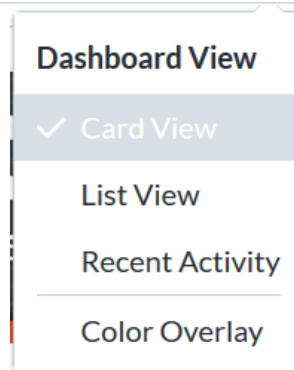 Dashboard View
Card View
List View
Recent Activity
Color Overlay